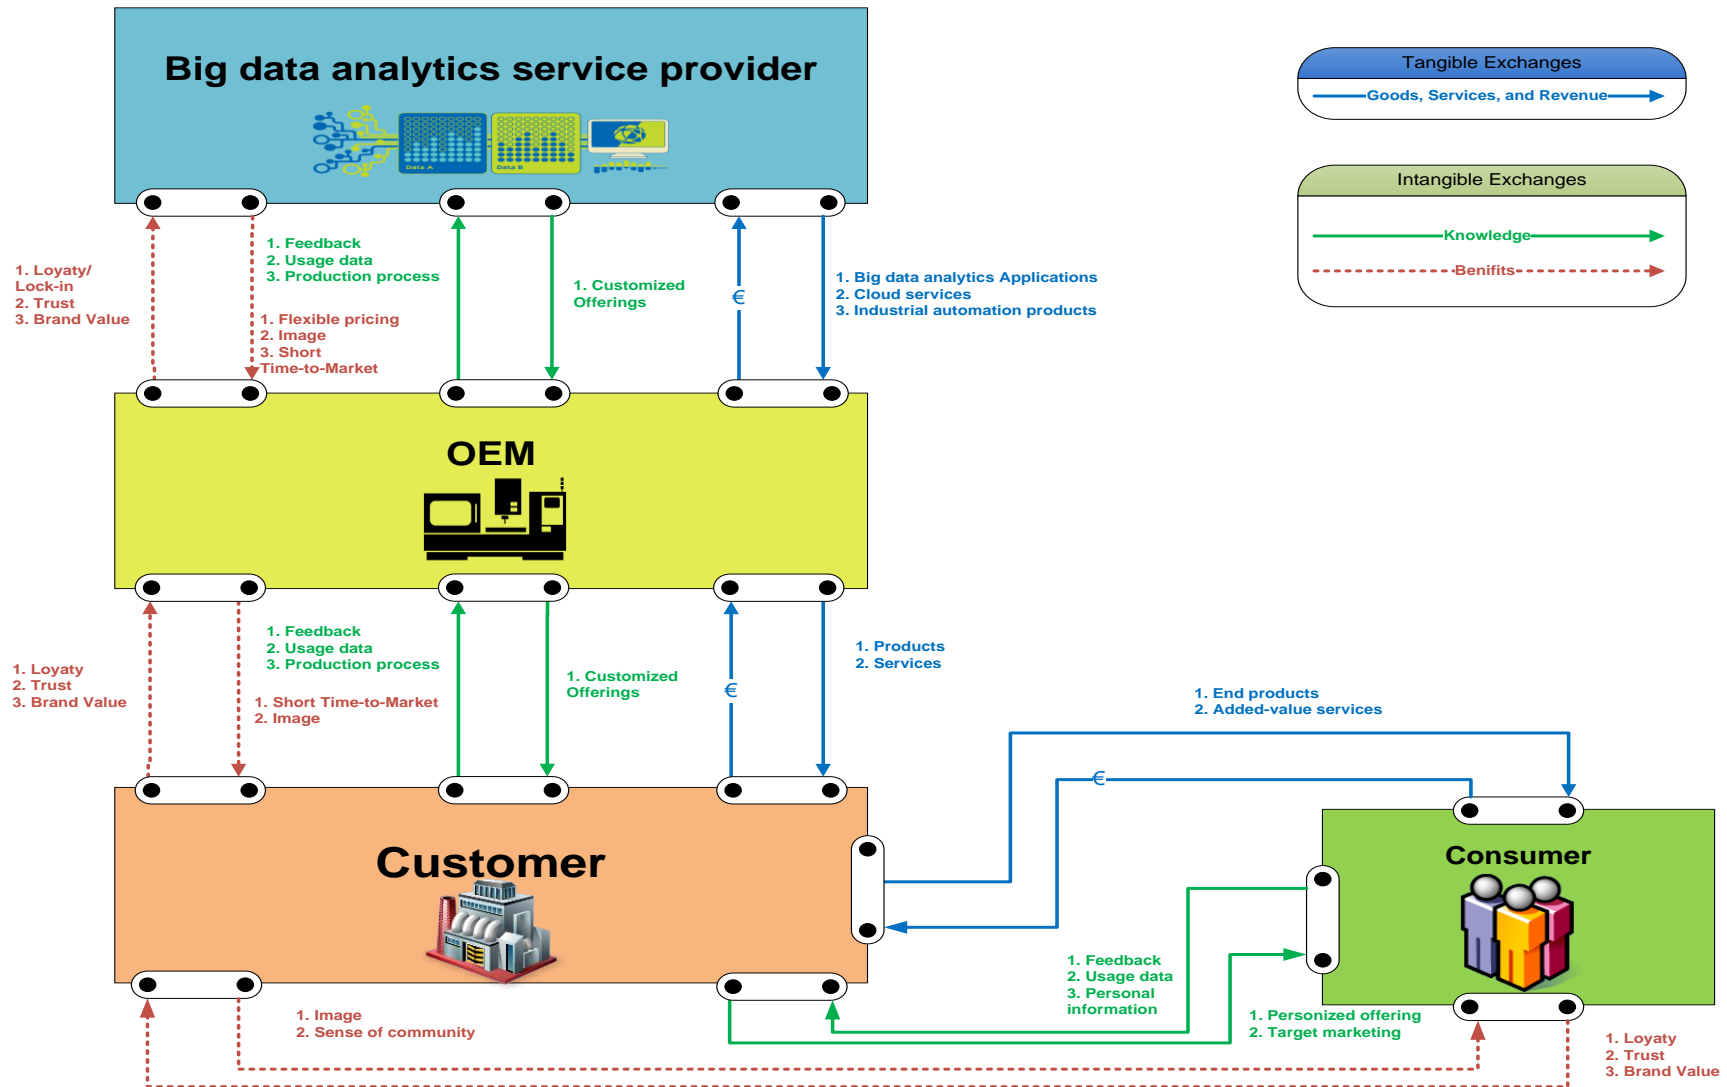 Big data analytics service provider
Data A
Data B
Tangible Exchanges
Goods, Services, and Revenue
Intangible Exchanges
Knowledge
Benifits
1. Loyaty/
Lock-in
2. Trust
3. Brand Value
1. Flexible pricing
2. Image
3. Short
Time-to-Market
1. Feedback
2. Usage data
3. Production process
1. Customized
Offerings
€
1. Big data analytics Applications
2. Cloud services
3. Industrial automation products
OEM
1. Loyaty
2. Trust
3. Brand Value
1. Short Time-to-Market
2. Image
1. Feedback
2. Usage data
3. Production process
1. Customized
Offerings
€
1. Products
2. Services
1. End products
2. Added-value services
€
Customer
Consumer
1. Feedback
2. Usage data
3. Personal
information
1. Personized offering
2. Target marketing
1. Image
2. Sense of community
1. Loyaty
2. Trust
3. Brand Value